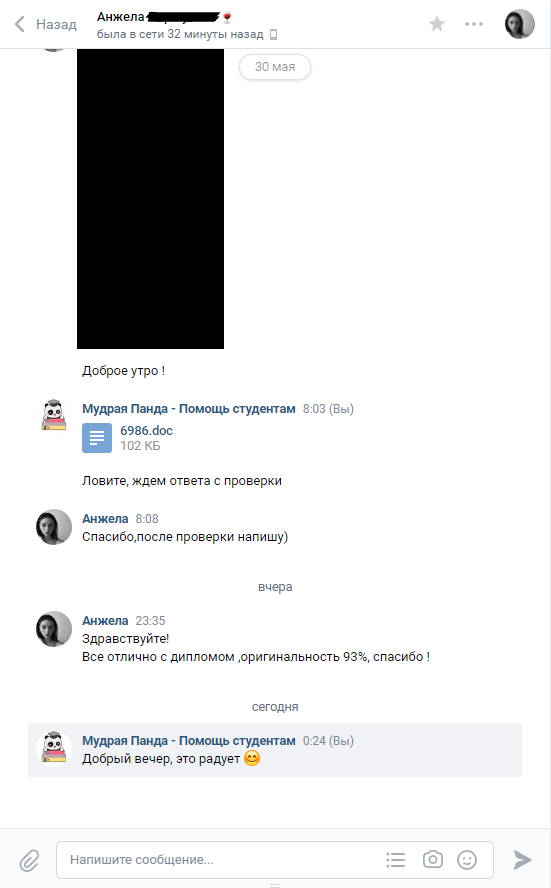 Назад
Анжела
была в сети 32 минуты назад
30 мая
Доброе утро !
Мудрая Панда - Помощь студентам 8:03 (Вы)
6986.doc
102 КБ
Ловите, ждем ответа с проверки
Анжела 8:08
Спасибо,после проверки напишу)
вчера
Анжела 23:35
Здравствуйте!
Все отлично с дипломом ,оригинальность 93%, спасибо !
сегодня
Мудрая Панда - Помощь студентам 0:24 (Вы)
Добрый вечер, это радует 😊
Напишите сообщение...